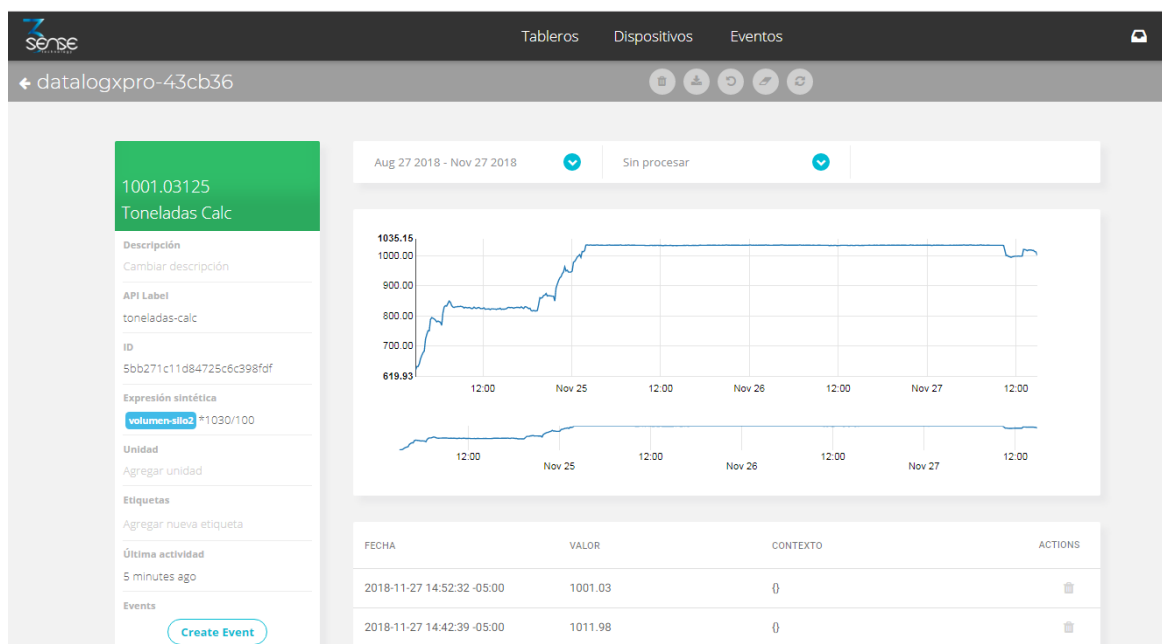 3
sense
technology
Tableros Dispositivos Eventos
datalogxpro-43cb36
1001.03125
Toneladas Calc
Descripción
Cambiar descripción
API Label
toneladas-calc
ID
5bb271c11d84725c6c398fdf
Expresión sintética
volumen-silo2 *1030/100
Unidad
Agregar unidad
Etiquetas
Agregar nueva etiqueta
Última actividad
5 minutes ago
Events
Create Event
Aug 27 2018 - Nov 27 2018 Sin procesar
1035.15
1000.00
900.00
800.00
700.00
619.93
12:00 Nov 25 12:00 Nov 26 12:00 Nov 27 12:00
12:00 Nov 25 12:00 Nov 26 12:00 Nov 27 12:00
FECHA VALOR CONTEXTO ACTIONS
2018-11-27 14:52:32 -05:00 1001.03 {}
2018-11-27 14:42:39 -05:00 1011.98 {}